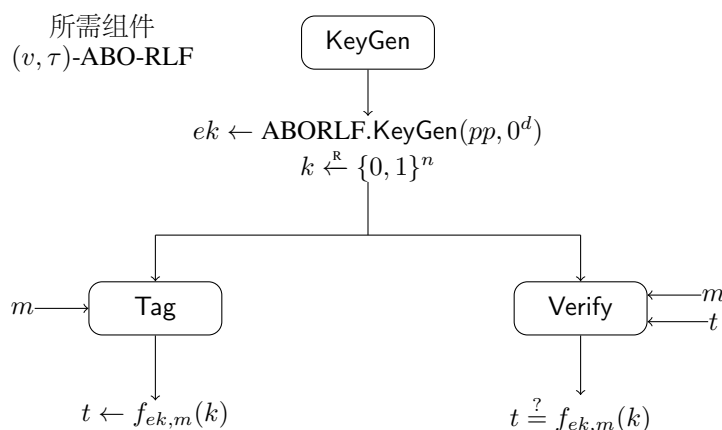 所需组件
(v, τ)-ABO-RLF
KeyGen
ek ← ABORLF.KeyGen(pp, 0^d)
k ←^R {0, 1}^n
m
Tag
Verify
m
t
t ← f_{ek,m}(k)
t ≟ f_{ek,m}(k)